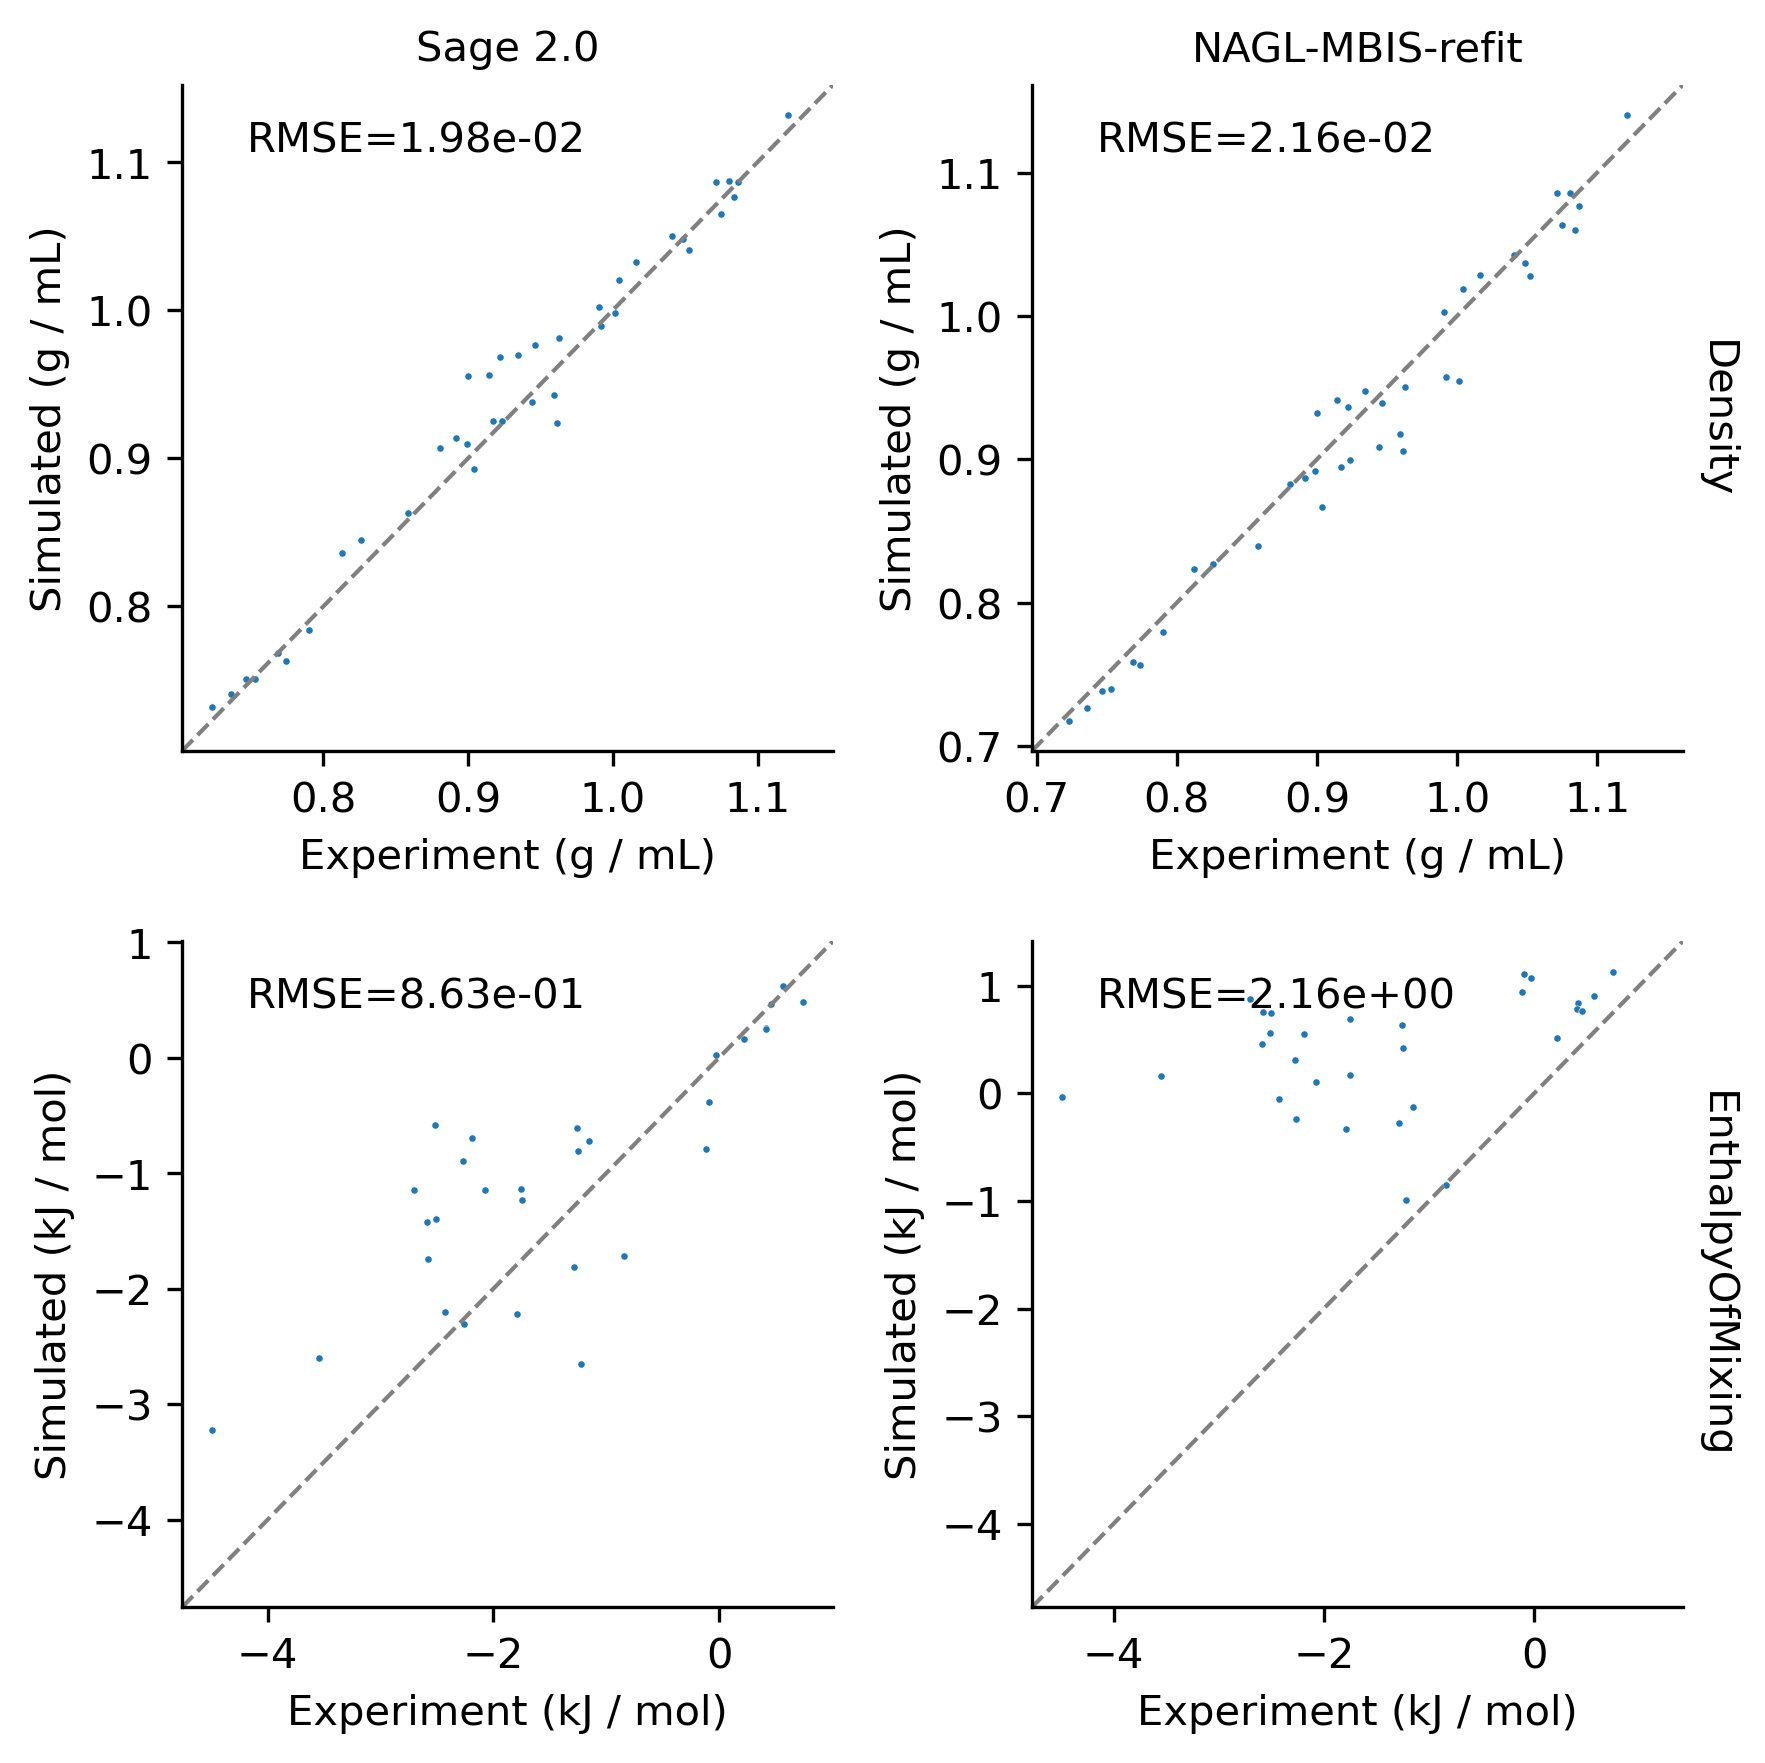 Sage 2.0
NAGL-MBIS-refit
RMSE=1.98e-02
1.1
1.0
0.9
0.8
Simulated (g / mL)
0.8 0.9 1.0 1.1
Experiment (g / mL)
RMSE=2.16e-02
1.1
1.0
0.9
0.8
0.7
Simulated (g / mL)
0.7 0.8 0.9 1.0 1.1
Experiment (g / mL)
Density
RMSE=8.63e-01
1
0
−1
−2
−3
−4
Simulated (kJ / mol)
−4 −2 0
Experiment (kJ / mol)
RMSE=2.16e+00
1
0
−1
−2
−3
−4
Simulated (kJ / mol)
−4 −2 0
Experiment (kJ / mol)
EnthalpyOfMixing